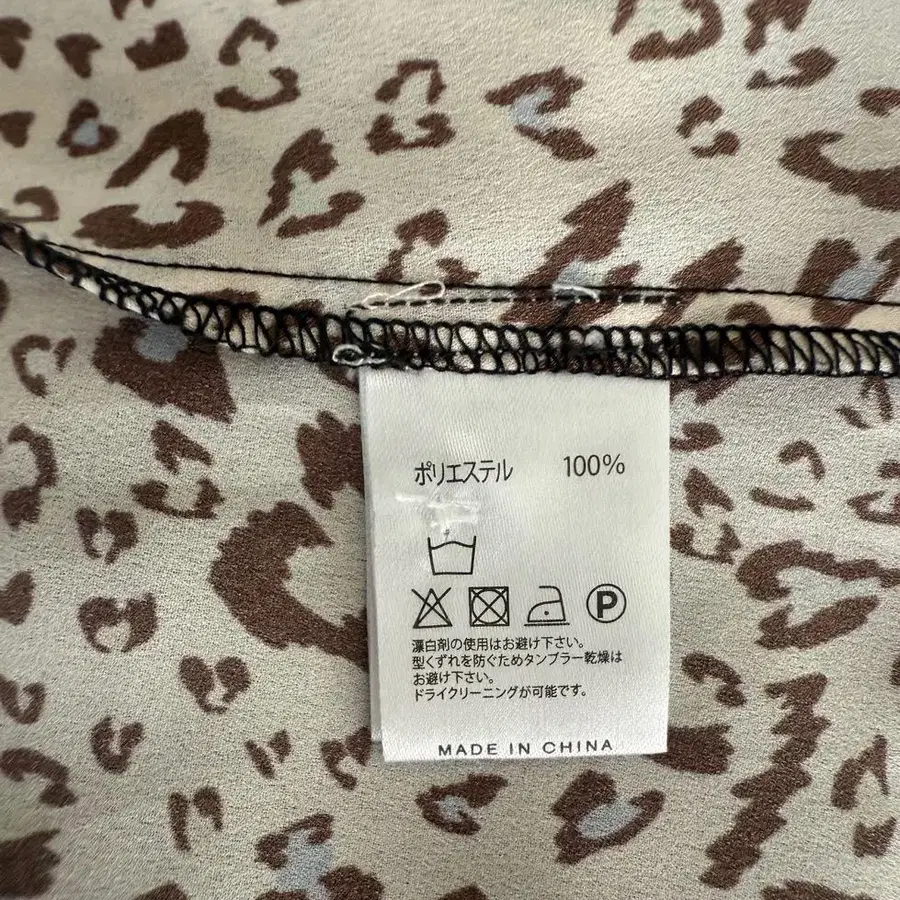 ポリエステル 100%
P
漂白剤の使用はお避け下さい。
型くずれを防ぐためタンブラー乾燥は
お避け下さい。
ドライクリーニングが可能です。
MADE IN CHINA